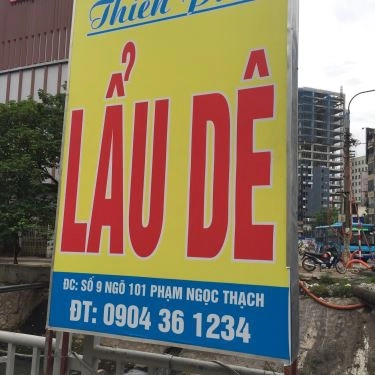 Thiên
LẨU DÊ
ĐC: SỐ 9 NGÕ 101 PHẠM NGỌC THẠCH
ĐT: 0904 36 1234